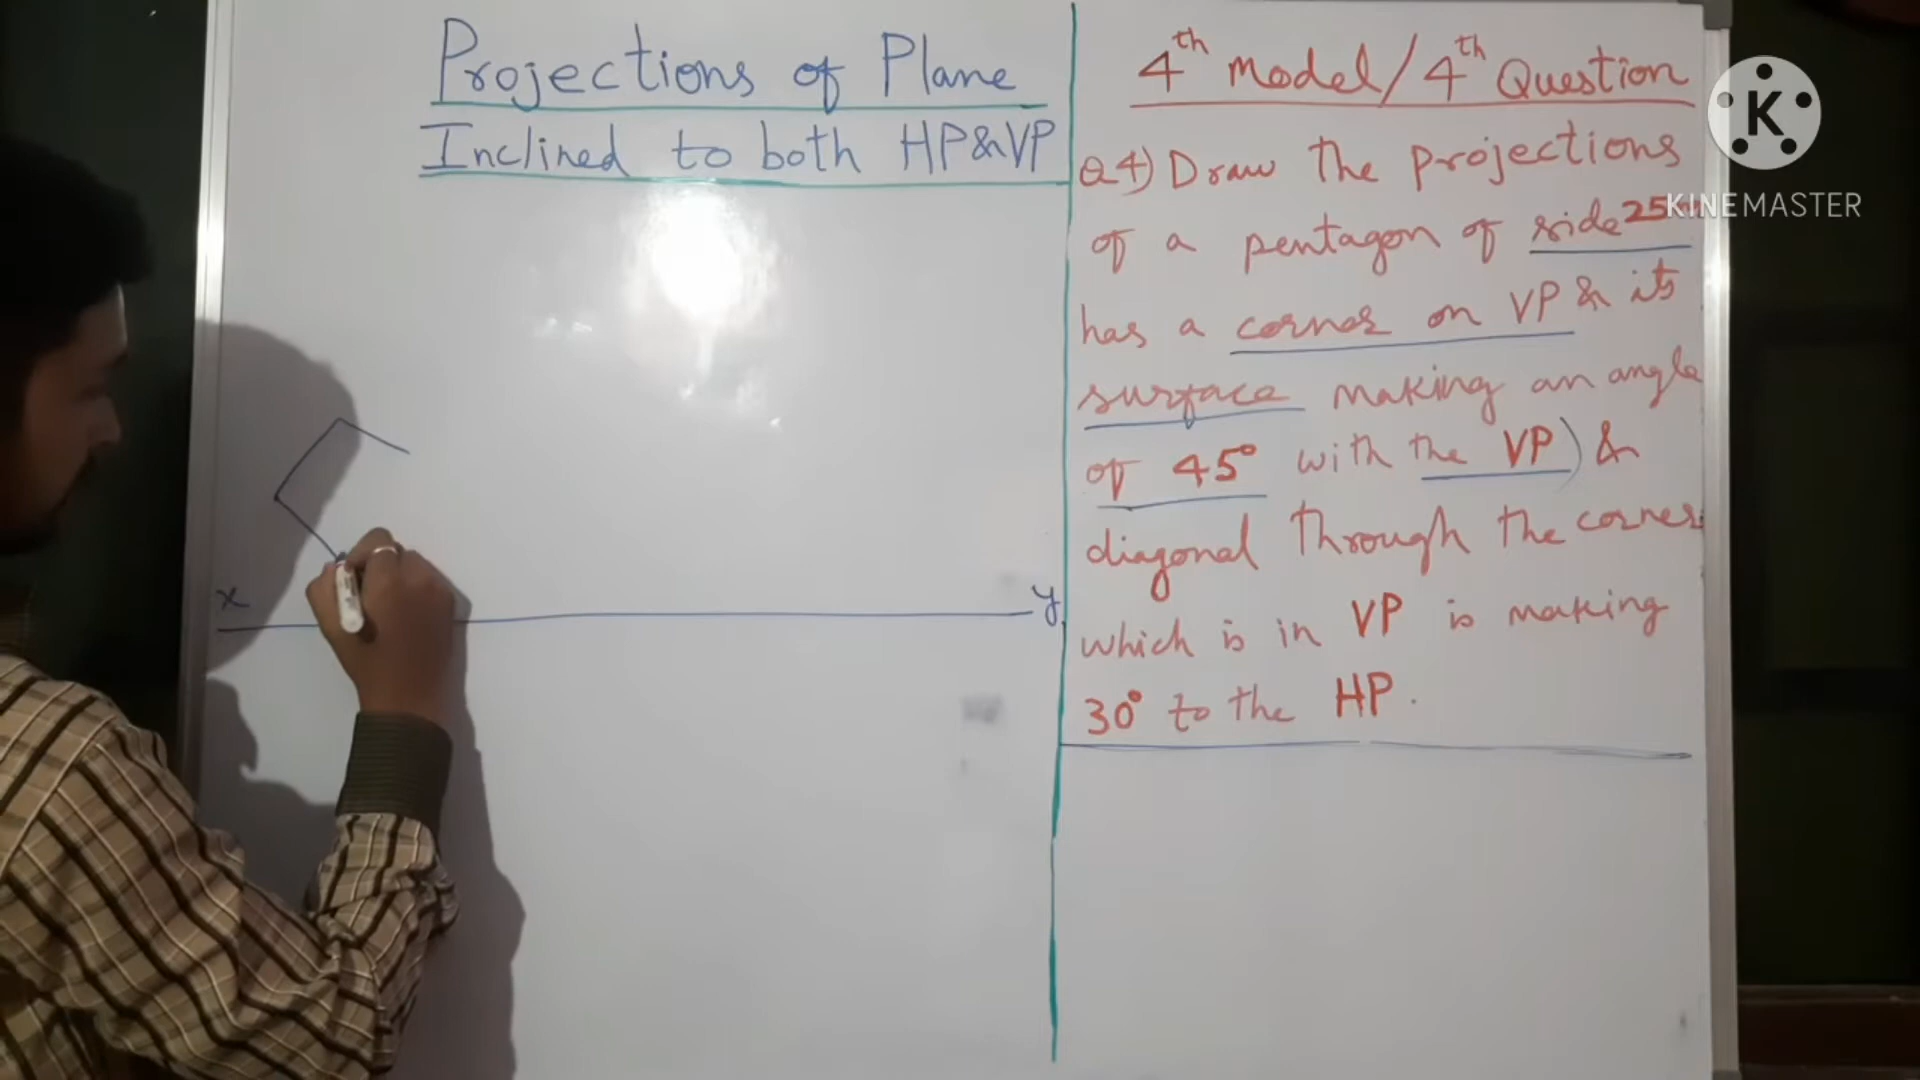 Projections of Plane
Inclined to both HP&VP
x
y
4th Model/4th Question
Q4) Draw the projections
of a pentagon of side 25
has a corner on VP & its
surface making an angle
of 45° with the VP) &
diagonal through the corner
which is in VP is making
30° to the HP.
K
KINEMASTER